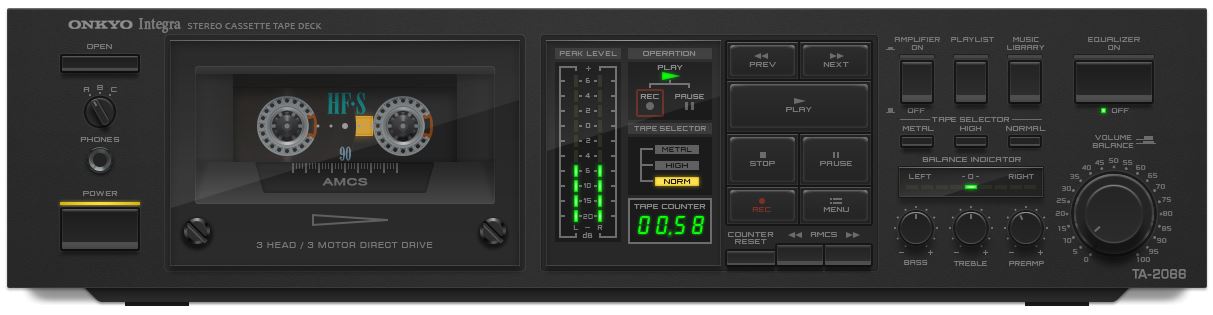 ONKYO Integra STEREO CASSETTE TAPE DECK
OPEN
A B C
PHONES
POWER
HF·S
90
AMCS
3 HEAD / 3 MOTOR DIRECT DRIVE
PEAK LEVEL
+
6
4
2
0
2
4
6
10
15
20
L – R
dB
OPERATION
PLAY
REC PAUSE
TAPE SELECTOR
METAL
HIGH
NORM
TAPE COUNTER
00.58
PREV NEXT
PLAY
STOP PAUSE
REC MENU
COUNTER
RESET
AMCS
AMPLIFIER
ON
PLAYLIST
MUSIC
LIBRARY
EQUALIZER
ON
OFF
OFF
TAPE SELECTOR
METAL HIGH NORMAL
BALANCE INDICATOR
LEFT -0- RIGHT
– + – + – +
BASS TREBLE PREAMP
VOLUME
BALANCE
0 5 10 15 20 25 30 35 40 45 50 55 60 65 70 75 80 85 90 95 100
TA-2066